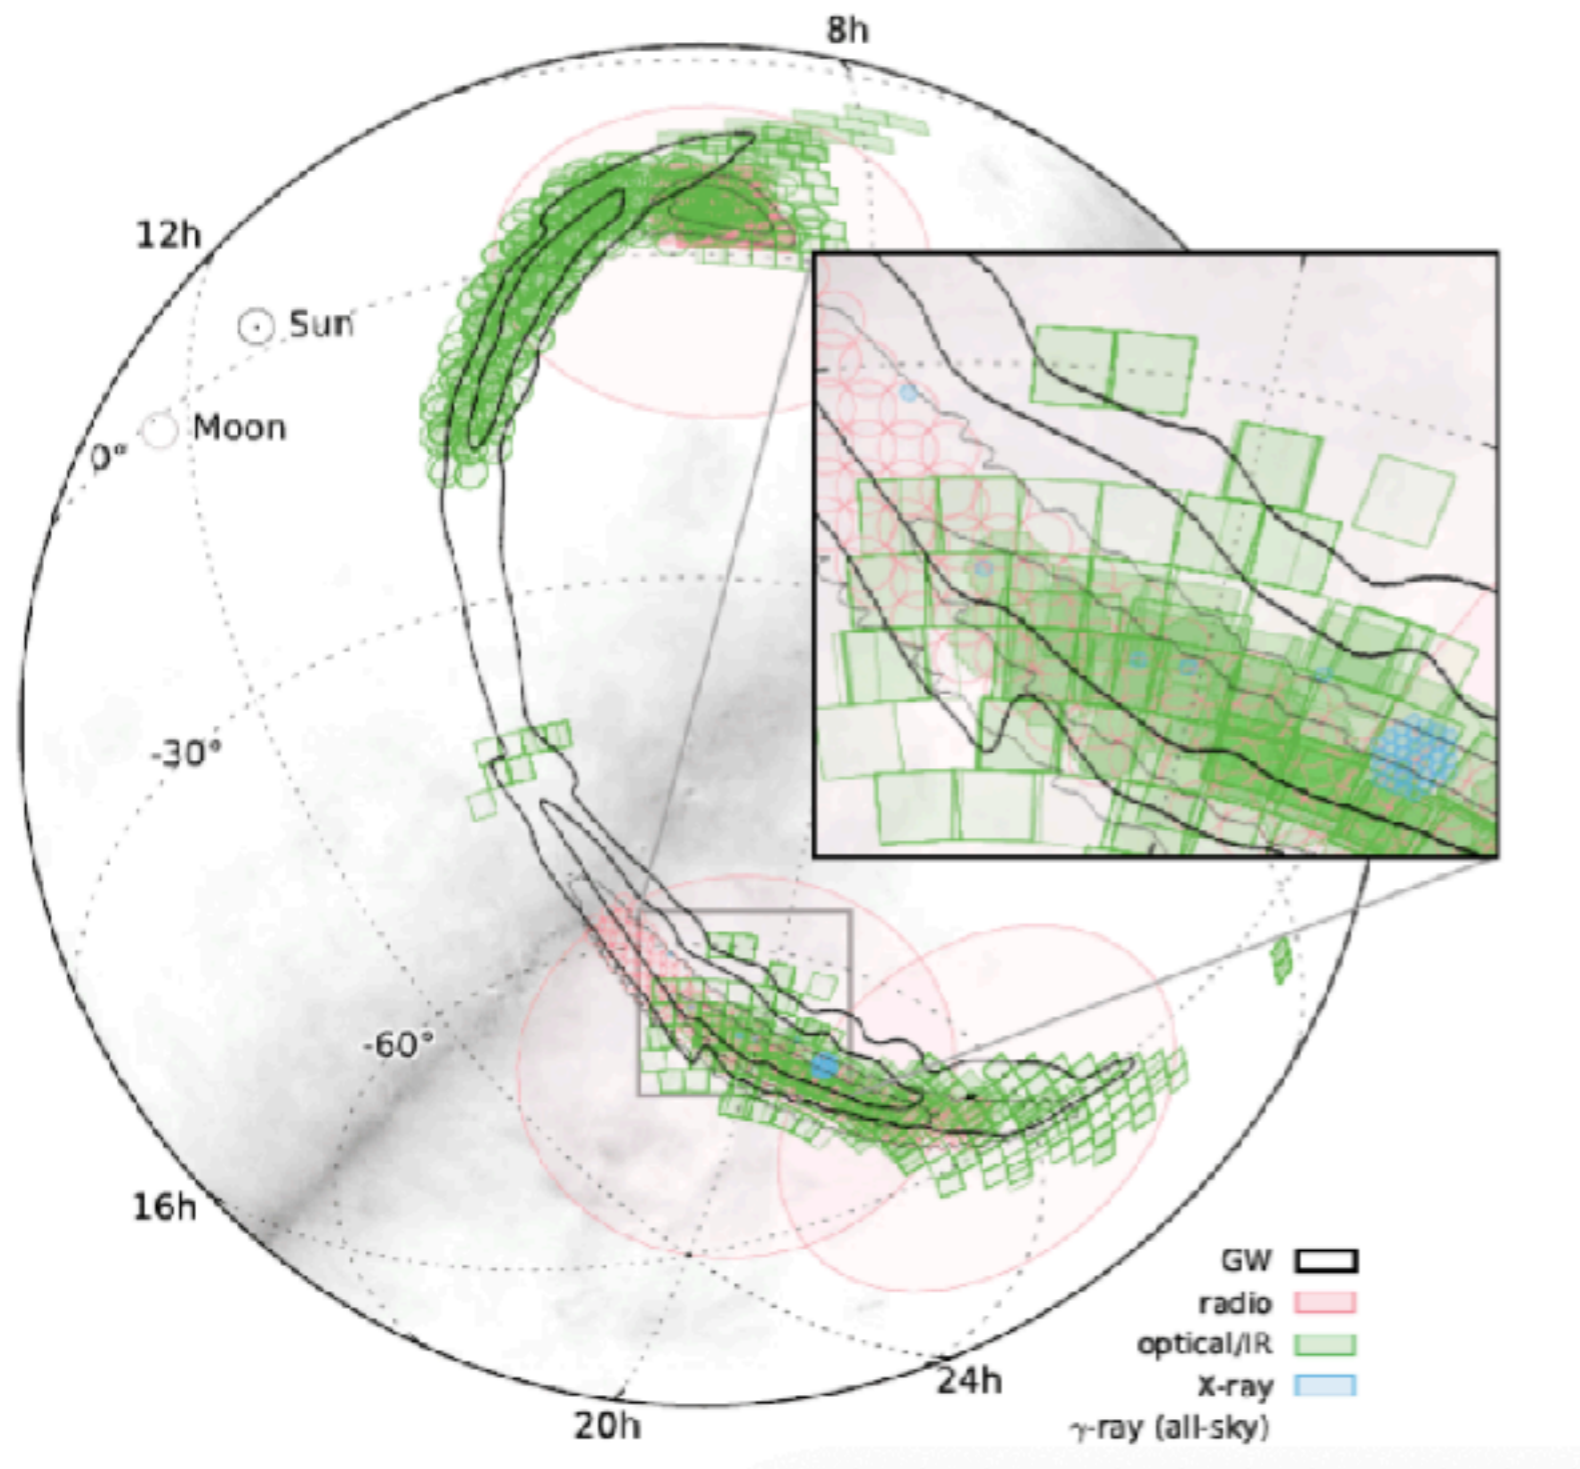 8h
12h
Sun
Moon
0°
-30°
-60°
16h
20h
24h
GW
radio
optical/IR
X-ray
γ-ray (all-sky)